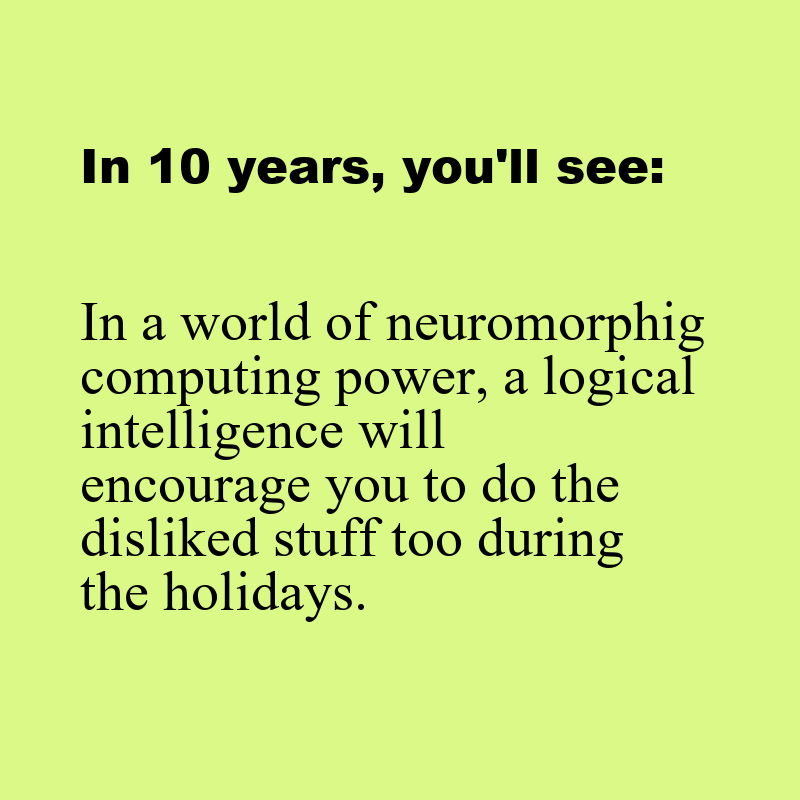 In 10 years, you'll see:
In a world of neuromorphig
computing power, a logical
intelligence will
encourage you to do the
disliked stuff too during
the holidays.